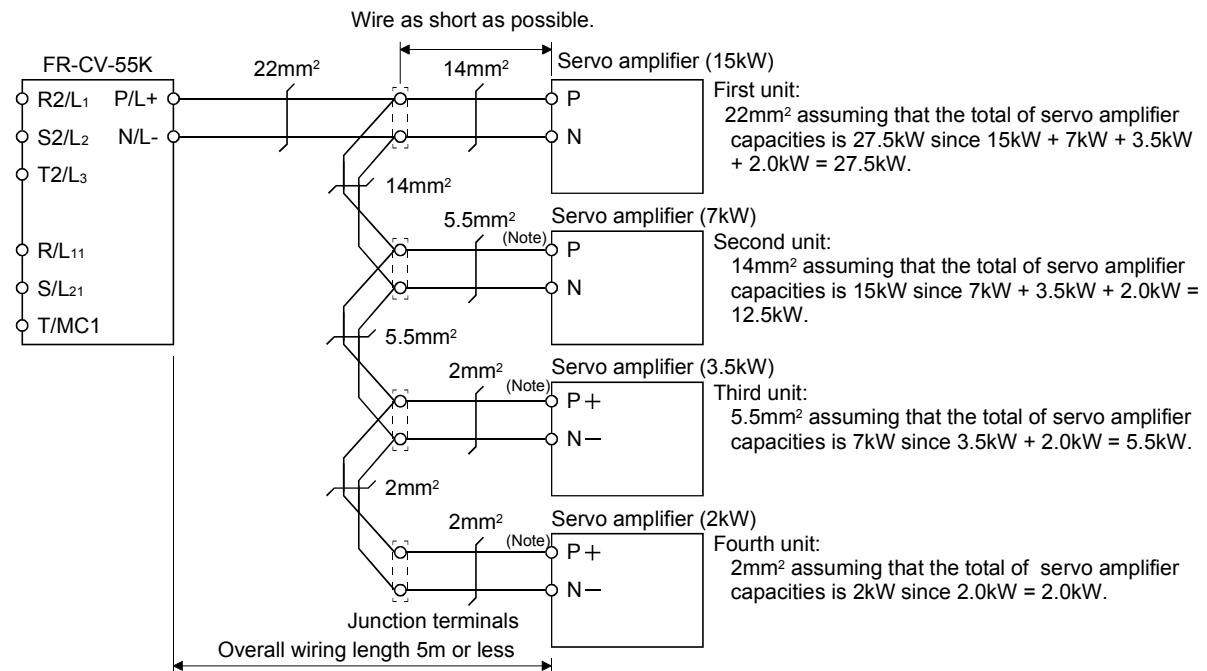 Wire as short as possible.
FR-CV-55K
22mm²
14mm²
Servo amplifier (15kW)
R2/L1 P/L+
S2/L2 N/L-
T2/L3
R/L11
S/L21
T/MC1
P
N
First unit:
22mm² assuming that the total of servo amplifier
capacities is 27.5kW since 15kW + 7kW + 3.5kW
+ 2.0kW = 27.5kW.
14mm²
5.5mm²
(Note)
Servo amplifier (7kW)
P
N
Second unit:
14mm² assuming that the total of servo amplifier
capacities is 15kW since 7kW + 3.5kW + 2.0kW =
12.5kW.
5.5mm²
2mm²
(Note)
Servo amplifier (3.5kW)
P+
N−
Third unit:
5.5mm² assuming that the total of servo amplifier
capacities is 7kW since 3.5kW + 2.0kW = 5.5kW.
2mm²
2mm²
(Note)
Servo amplifier (2kW)
P+
N−
Fourth unit:
2mm² assuming that the total of servo amplifier
capacities is 2kW since 2.0kW = 2.0kW.
Junction terminals
Overall wiring length 5m or less